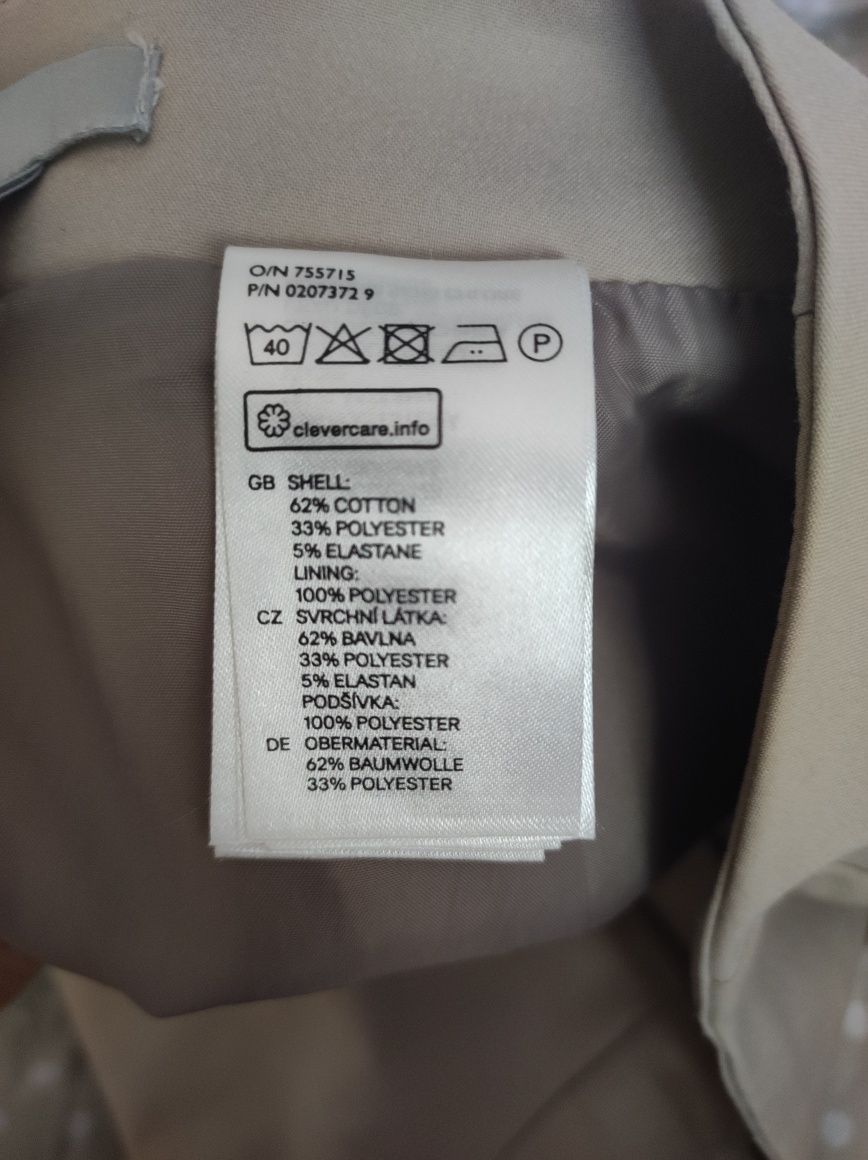 O/N 755715
P/N 0207372 9
40 P
clevercare.info
GB SHELL:
62% COTTON
33% POLYESTER
5% ELASTANE
LINING:
100% POLYESTER
CZ SVRCHNÍ LÁTKA:
62% BAVLNA
33% POLYESTER
5% ELASTAN
PODŠÍVKA:
100% POLYESTER
DE OBERMATERIAL:
62% BAUMWOLLE
33% POLYESTER